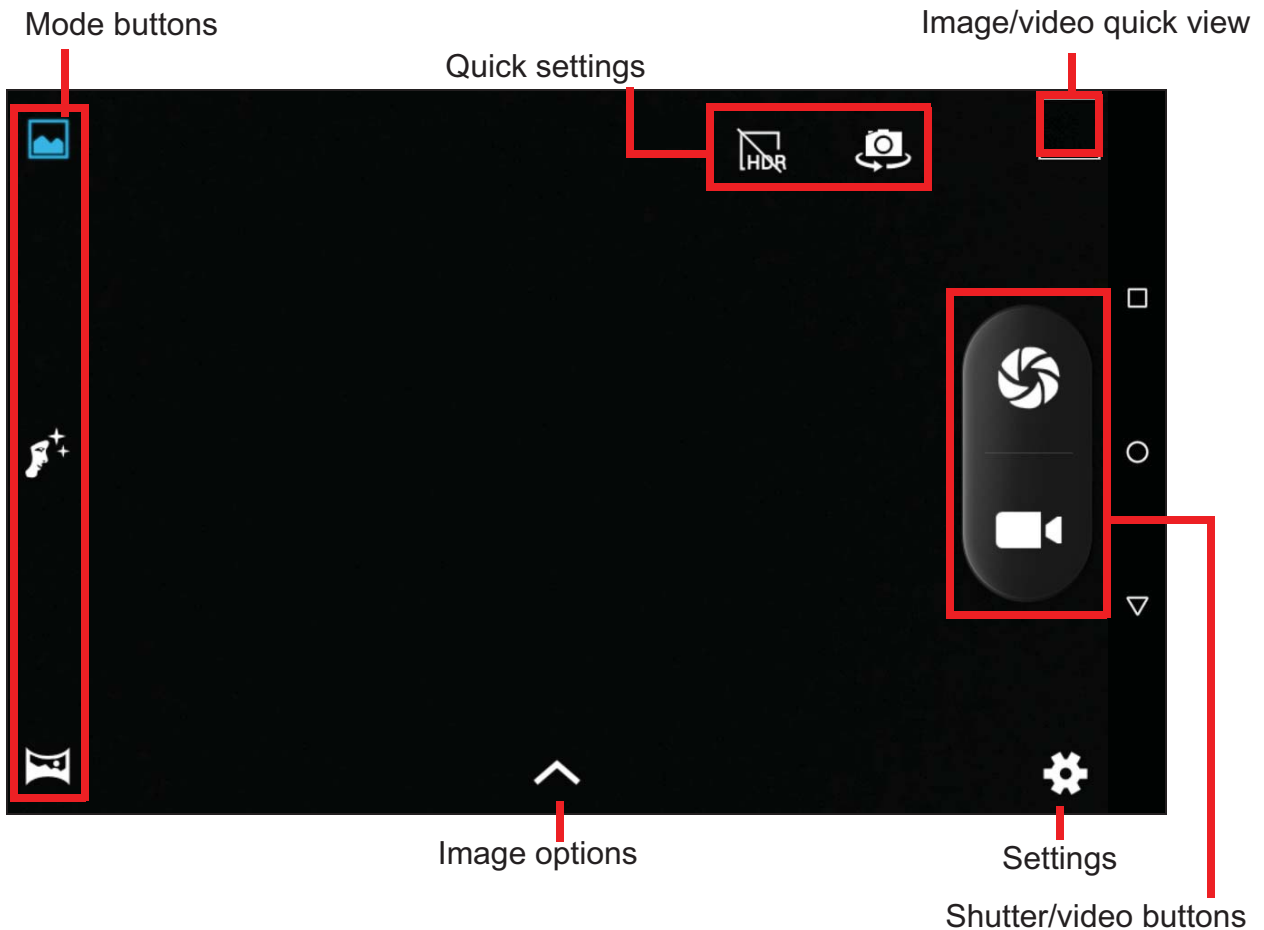 Mode buttons
Image/video quick view
Quick settings
HDR
Image options
Settings
Shutter/video buttons